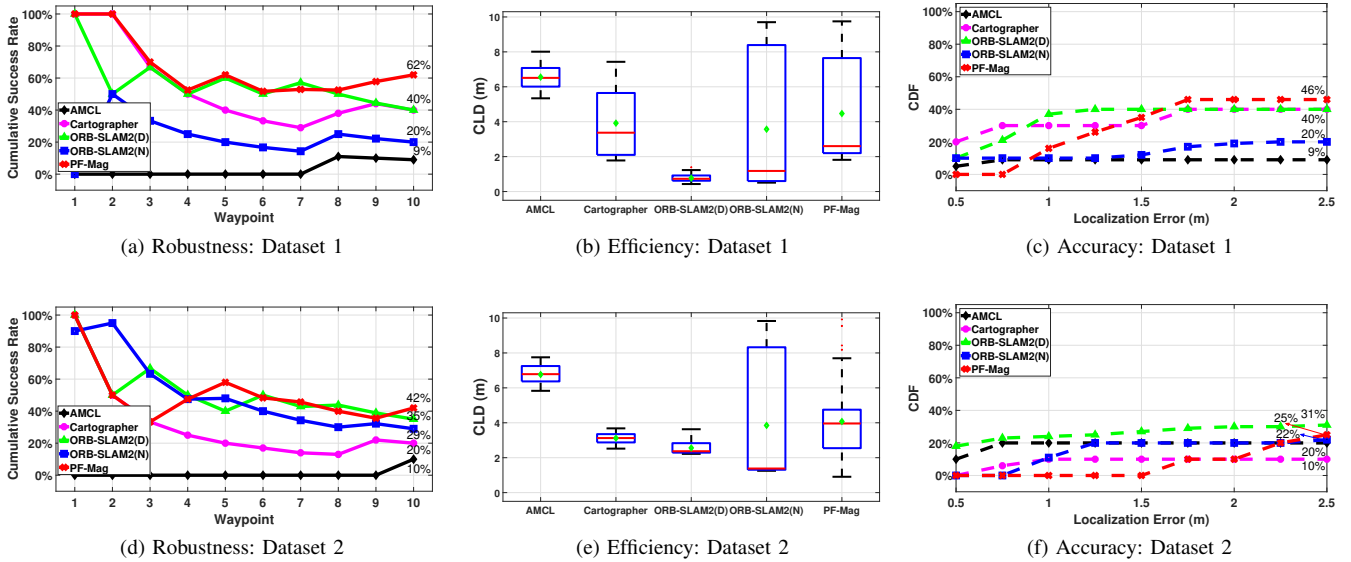 Cumulative Success Rate
100%
80%
60%
40%
20%
0%
AMCL
Cartographer
ORB-SLAM2(D)
ORB-SLAM2(N)
PF-Mag
62%
40%
20%
9%
1 2 3 4 5 6 7 8 9 10
Waypoint
(a) Robustness: Dataset 1
CLD (m)
10
8
6
4
2
0
AMCL Cartographer ORB-SLAM2(D) ORB-SLAM2(N) PF-Mag
(b) Efficiency: Dataset 1
CDF
100%
80%
60%
40%
20%
0%
AMCL
Cartographer
ORB-SLAM2(D)
ORB-SLAM2(N)
PF-Mag
46%
40%
20%
9%
0.5 1 1.5 2 2.5
Localization Error (m)
(c) Accuracy: Dataset 1
Cumulative Success Rate
100%
80%
60%
40%
20%
0%
AMCL
Cartographer
ORB-SLAM2(D)
ORB-SLAM2(N)
PF-Mag
42%
35%
29%
20%
10%
1 2 3 4 5 6 7 8 9 10
Waypoint
(d) Robustness: Dataset 2
CLD (m)
10
8
6
4
2
0
AMCL Cartographer ORB-SLAM2(D) ORB-SLAM2(N) PF-Mag
(e) Efficiency: Dataset 2
CDF
100%
80%
60%
40%
20%
0%
AMCL
Cartographer
ORB-SLAM2(D)
ORB-SLAM2(N)
PF-Mag
25% 31%
22%
20%
10%
0.5 1 1.5 2 2.5
Localization Error (m)
(f) Accuracy: Dataset 2